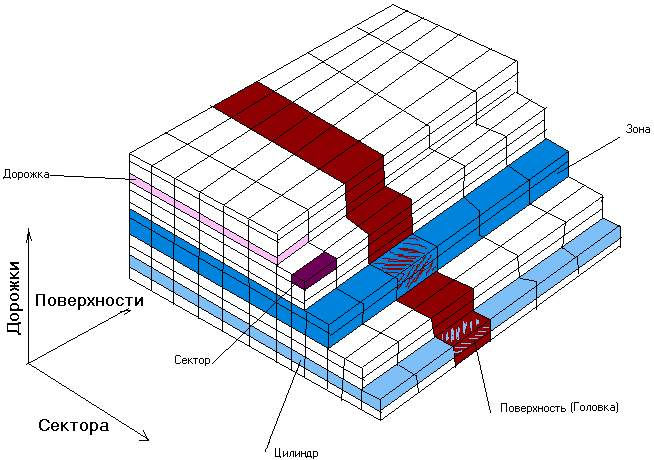 Зона
Дорожка
Дорожки
Поверхности
Сектор
Поверхность (Головка)
Сектора
Цилиндр